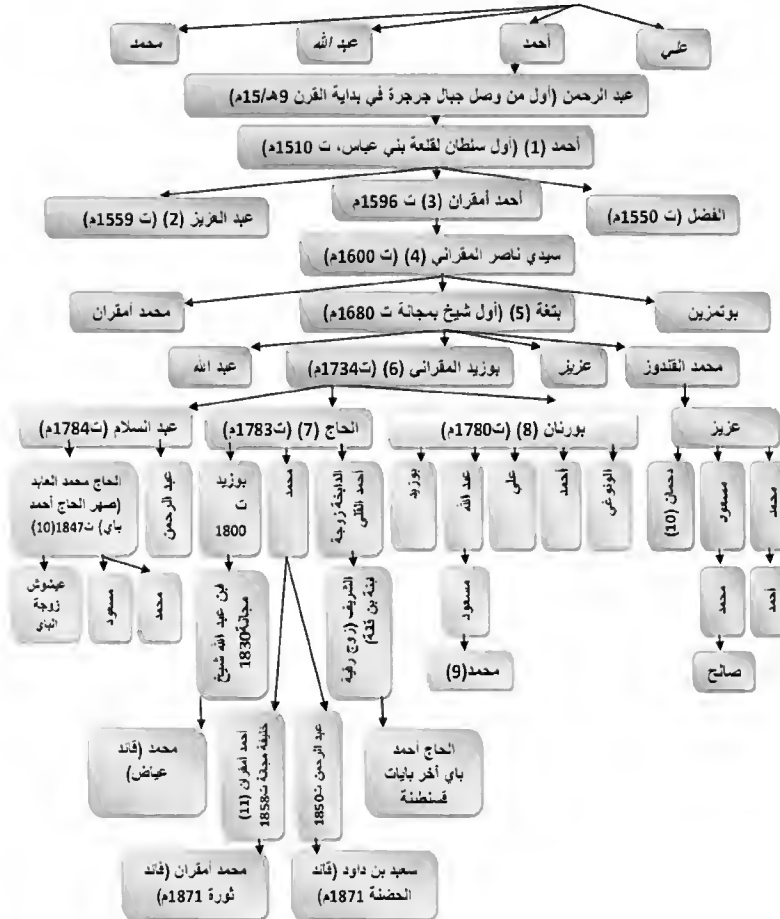 علي
أحمد
عبد الله
محمد
عبد الرحمن (أول من وصل جبال جرجرة في بداية القرن 9هـ/15م)
أحمد (1) (أول سلطان لقلعة بني عباس، ت 1510م)
الفضل (ت 1550م)
أحمد أمقران (3) ت 1596م
عبد العزيز (2) (ت 1559م)
سيدي ناصر المقراني (4) (ت 1600م)
بوتمزين
بتغة (5) (أول شيخ بمجانة ت 1680م)
محمد أمقران
محمد القندوز
عزيز
بوزيد المقراني (6) (ت1734م)
عبد الله
عزيز
بورنان (8) (ت1780م)
الحاج (7) (ت1783م)
عبد السلام (ت1784م)
محمد
مسعود
دحمان (10)
الونوغي
أحمد
علي
عبد الله
بوزيد
الدايخة زوجة
أحمد القلي
محمد
بوزيد
ت
1800
عبد الرحمن
الحاج محمد العابد
(صهر الحاج أحمد
باي) ت1847(10)
أحمد
محمد
مسعود
الشريف (زوج رقية
بنة بن قنة)
ابن عبد الله شيخ
مجانة1830
محمد
مسعود
عيشوش
زوجة
الباي
صالح
محمد(9)
الحاج أحمد
باي أخر بايات
قسنطينة
عبد الرحمن ت1850
أحمد أمقران (11)
خليفة مجانة ت1858
محمد (قائد
عياض)
سعيد بن داود (قائد
الحضنة 1871م)
محمد أمقران (قائد
ثورة 1871م)